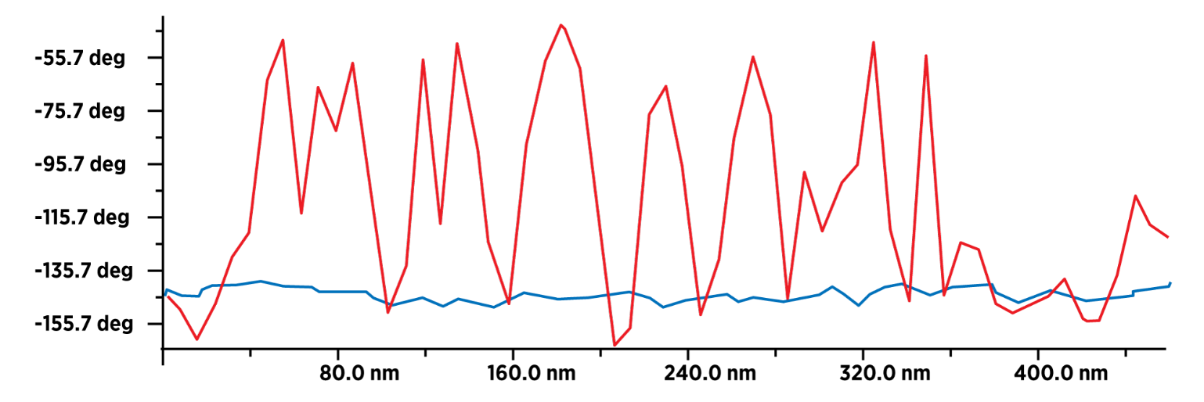 -55.7 deg
-75.7 deg
-95.7 deg
-115.7 deg
-135.7 deg
-155.7 deg
80.0 nm 160.0 nm 240.0 nm 320.0 nm 400.0 nm